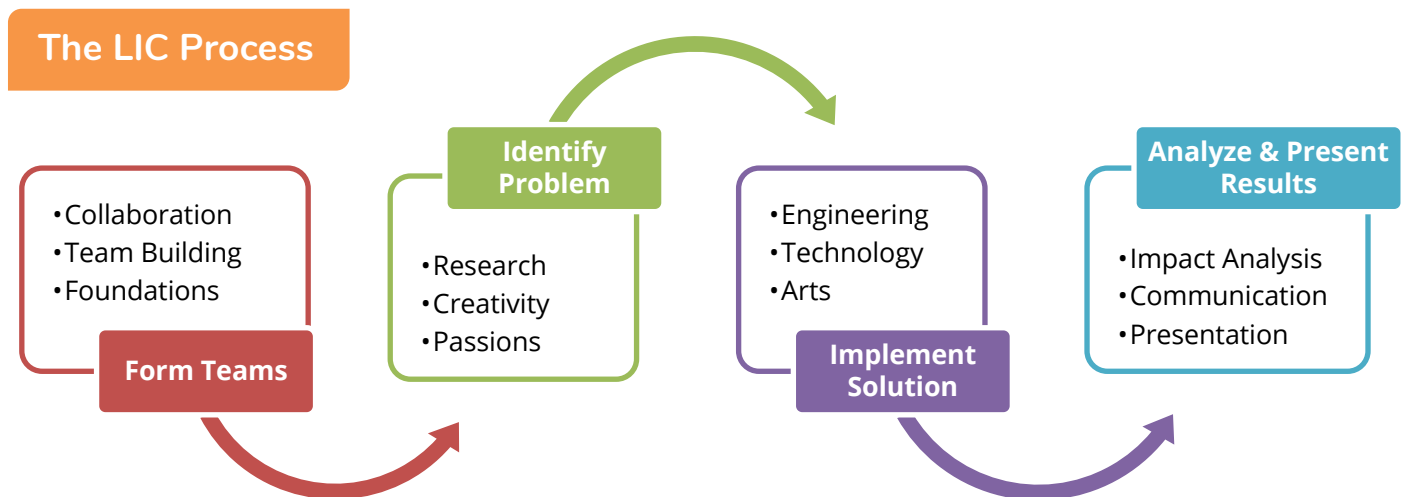 The LIC Process
•Collaboration
•Team Building
•Foundations
Form Teams
Identify
Problem
•Research
•Creativity
•Passions
•Engineering
•Technology
•Arts
Implement
Solution
Analyze & Present
Results
•Impact Analysis
•Communication
•Presentation